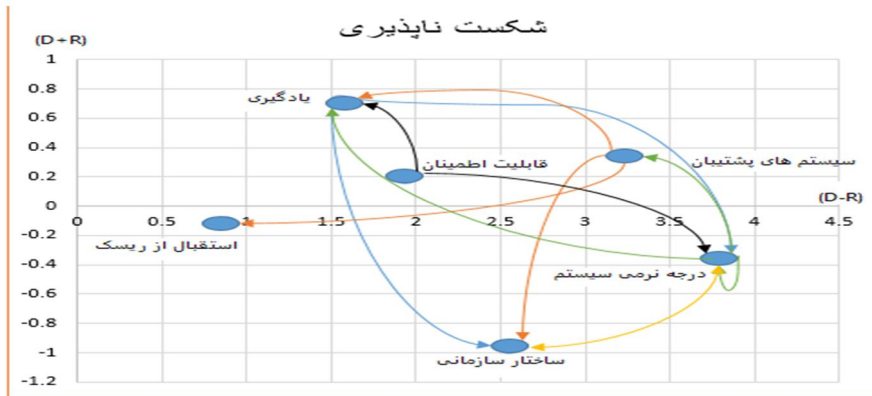 شکست ناپذیری
(D+R)
1
0.8
یادگیری
0.6
0.4
قابلیت اطمینان
سیستم های پشتیبان
0.2
(D-R)
0
0 0.5 1 1.5 2 2.5 3 3.5 4 4.5
-0.2
استقبال از ریسک
-0.4
درجه نرمی سیستم
-0.6
-0.8
-1
ساختار سازمانی
-1.2